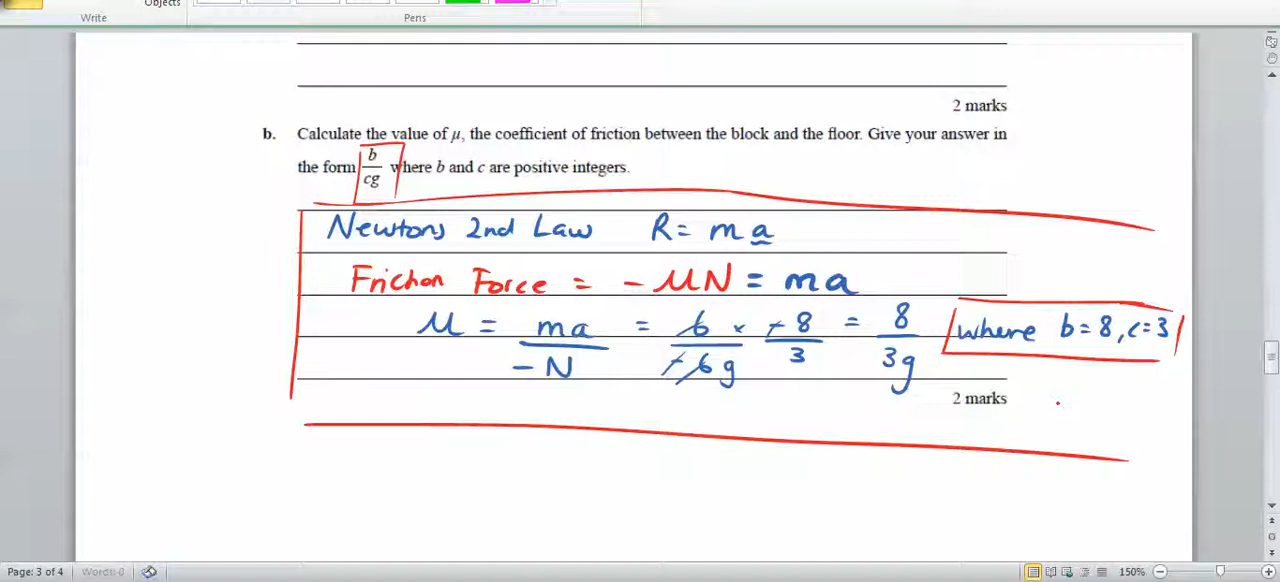 Objects
Write
Pens
2 marks
b. Calculate the value of μ, the coefficient of friction between the block and the floor. Give your answer in
the form b/cg where b and c are positive integers.
Newtons 2nd Law R = ma
Friction Force = - μN = ma
μ = ma/-N = 6/-6g × -8/3 = 8/3g where b = 8, c = 3
2 marks
Page: 3 of 4 Words: 0 150%